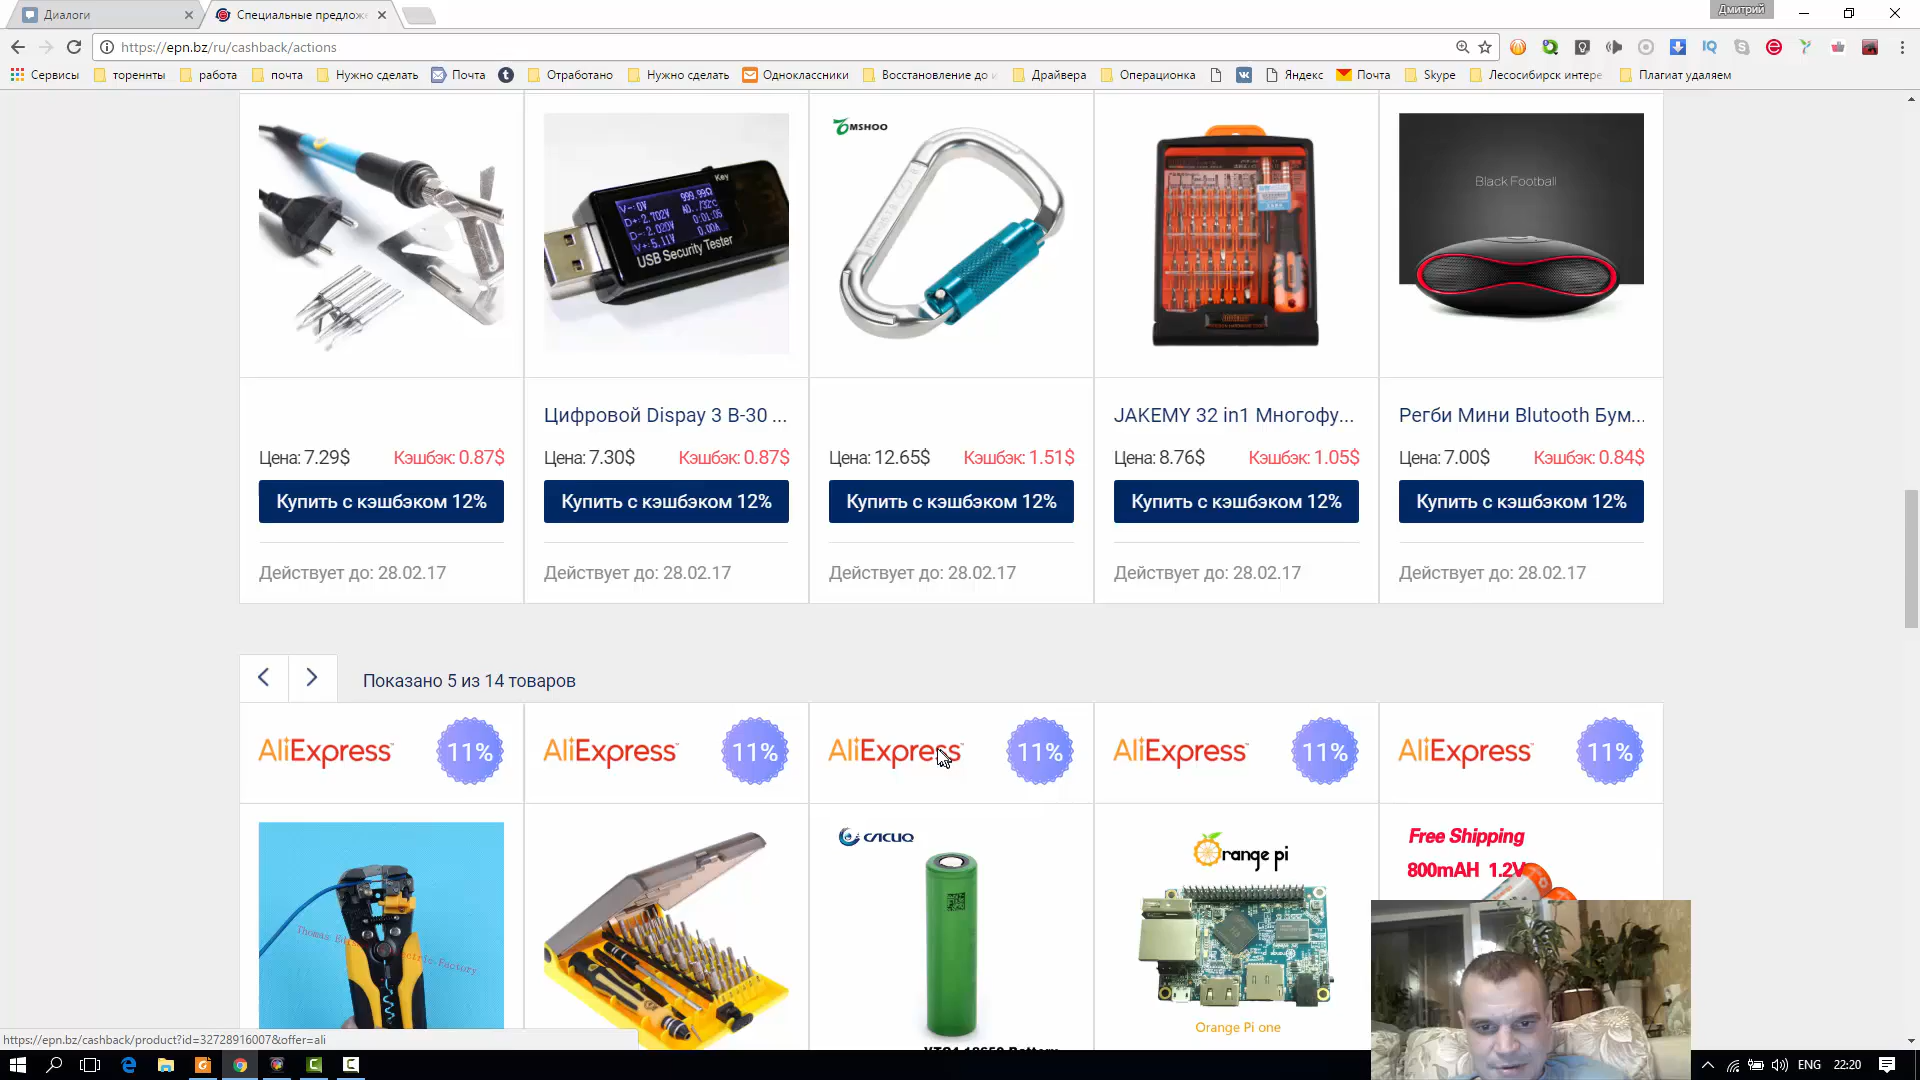 Диалоги
Специальные предлож
Дмитрий
https://epn.bz/ru/cashback/actions
Сервисы
тореннты
работа
почта
Нужно сделать
Почта
Отработано
Нужно сделать
Одноклассники
Восстановление до и
Драйвера
Операционка
Яндекс
Почта
Skype
Лесосибирск интере
Плагиат удаляем
TOMSHOO
Key
USB Security Tester
Black Football
Цифровой Dispay 3 В-30 ...
JAKEMY 32 in1 Многофу...
Регби Мини Blutooth Бум...
Цена: 7.29$ Кэшбэк: 0.87$
Цена: 7.30$ Кэшбэк: 0.87$
Цена: 12.65$ Кэшбэк: 1.51$
Цена: 8.76$ Кэшбэк: 1.05$
Цена: 7.00$ Кэшбэк: 0.84$
Купить с кэшбэком 12%
Купить с кэшбэком 12%
Купить с кэшбэком 12%
Купить с кэшбэком 12%
Купить с кэшбэком 12%
Действует до: 28.02.17
Действует до: 28.02.17
Действует до: 28.02.17
Действует до: 28.02.17
Действует до: 28.02.17
Показано 5 из 14 товаров
AliExpress 11%
AliExpress 11%
AliExpress 11%
AliExpress 11%
AliExpress 11%
CACLIQ
Orange pi
Orange Pi one
Free Shipping
800mAH 1.2V
https://epn.bz/cashback/product?id=32728916007&offer=ali
ENG 22:20